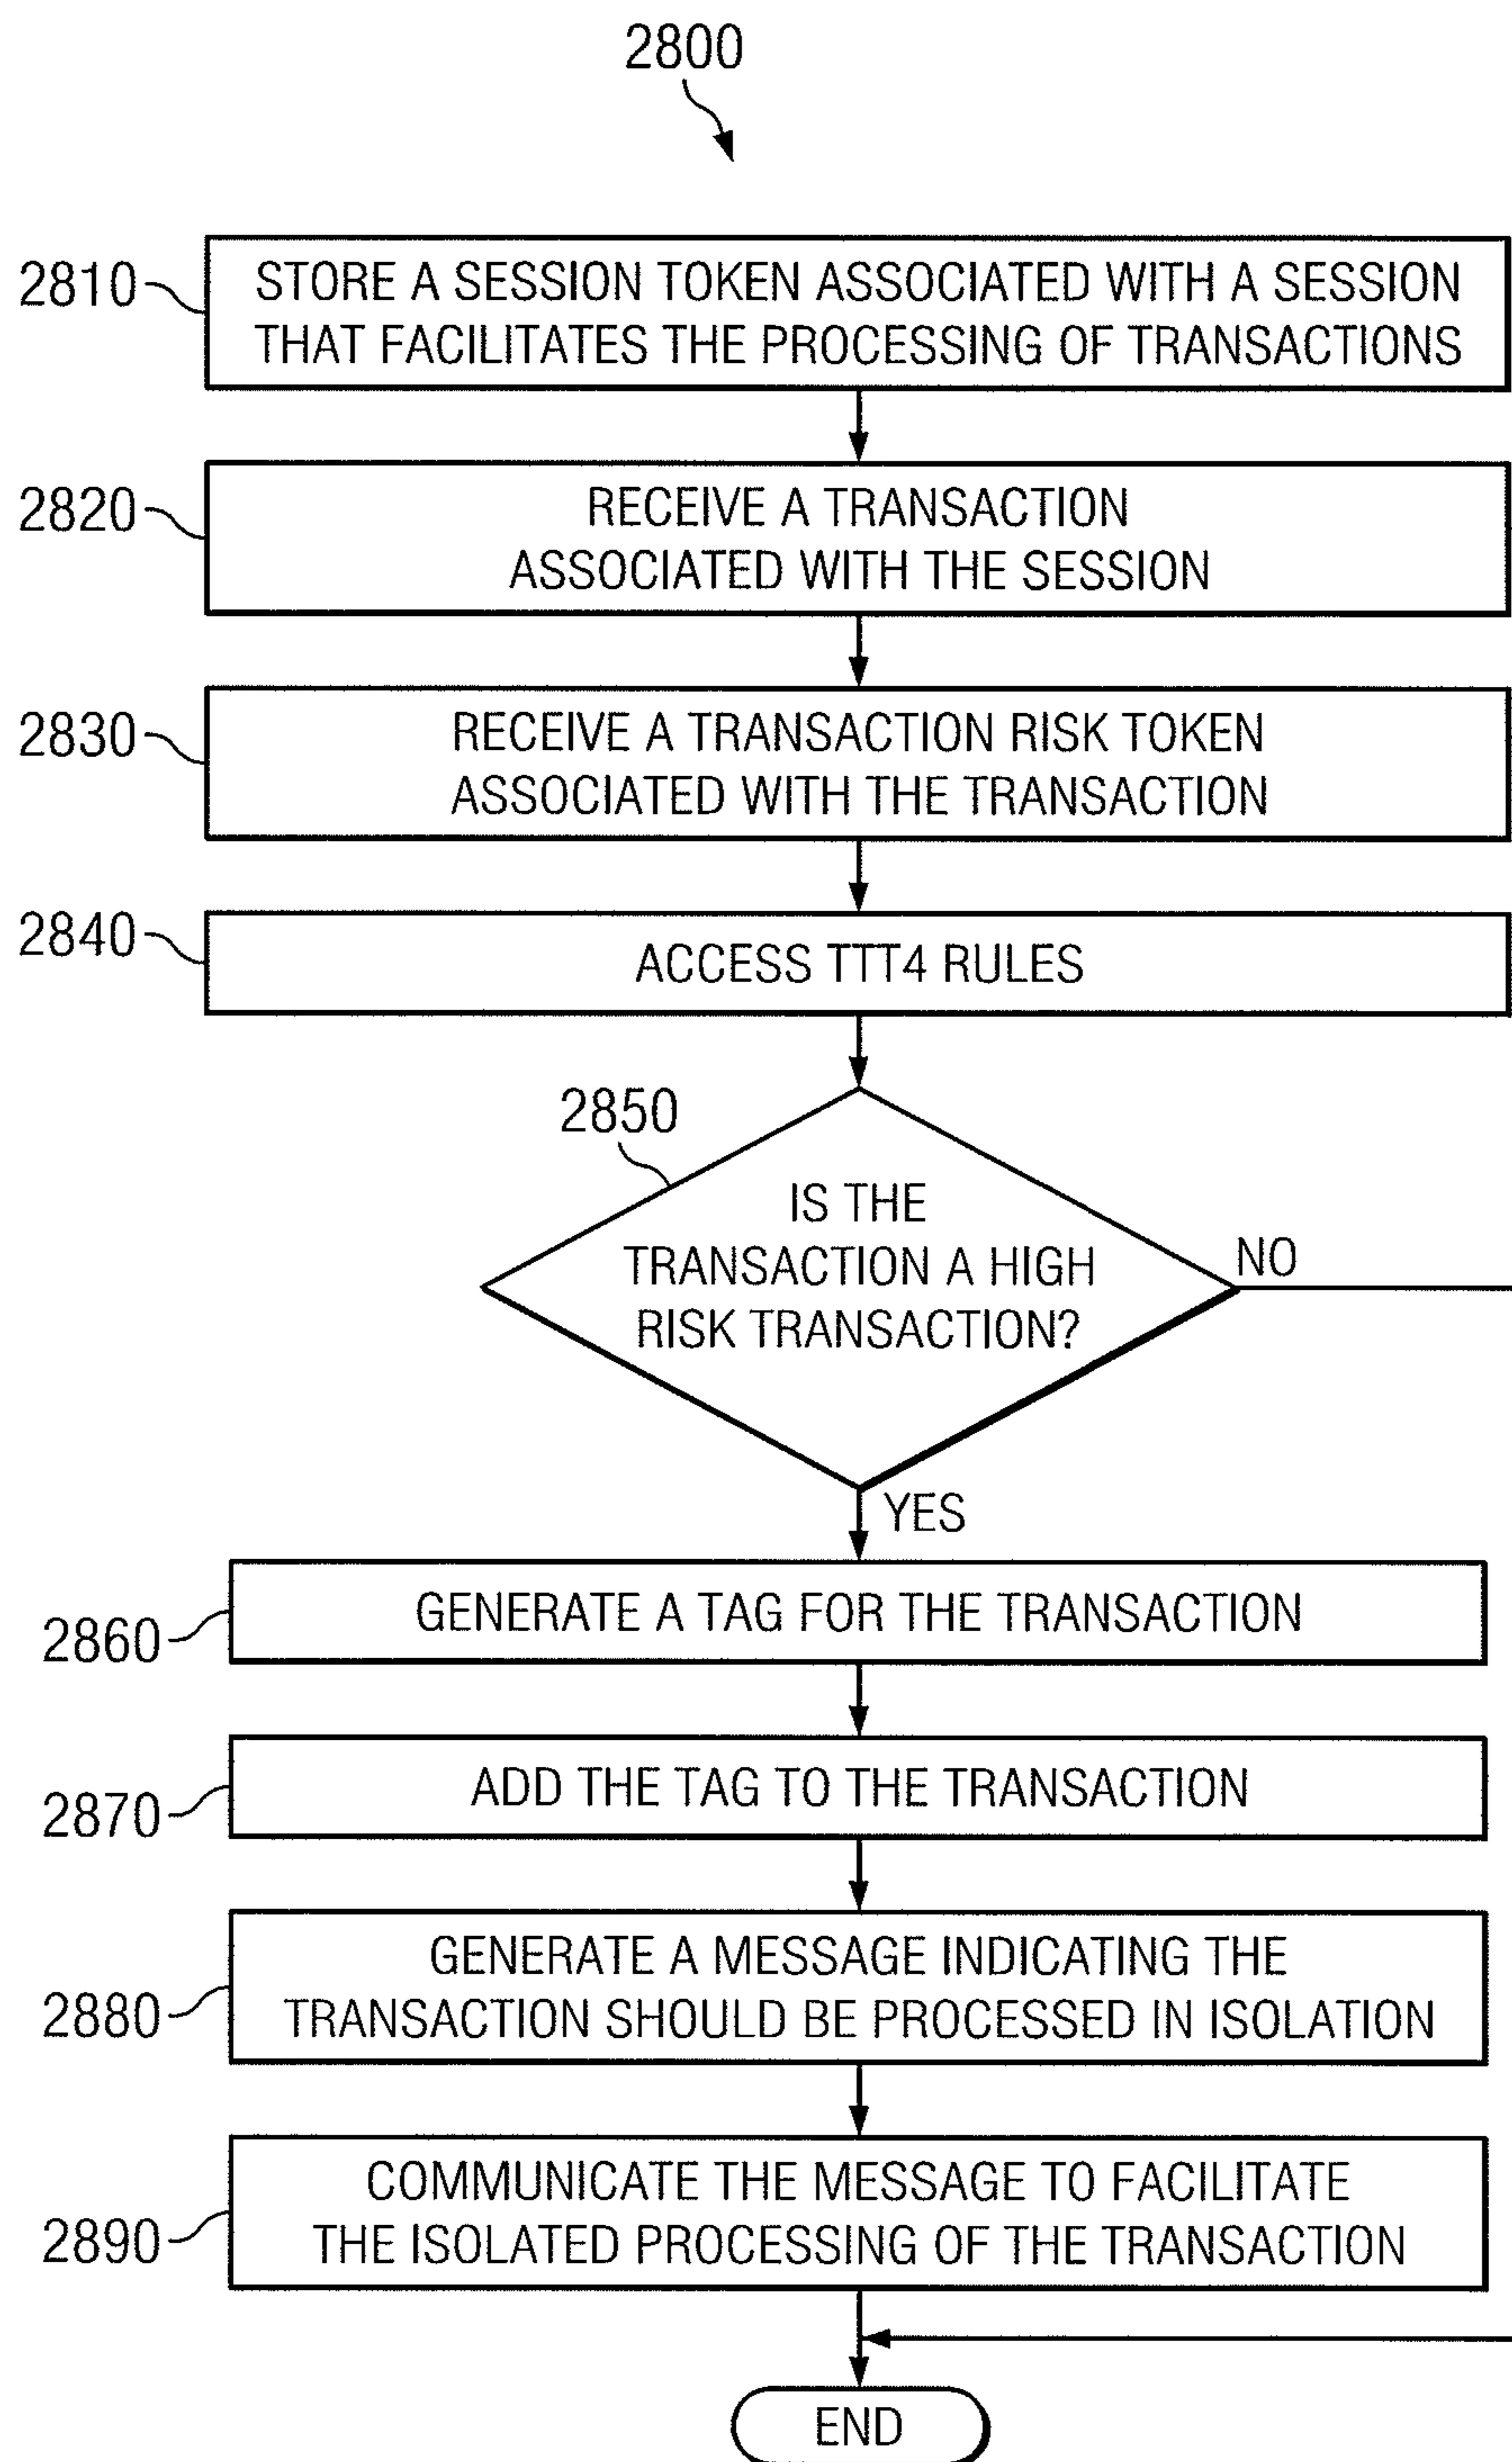 2800
2810
STORE A SESSION TOKEN ASSOCIATED WITH A SESSION
THAT FACILITATES THE PROCESSING OF TRANSACTIONS
2820
RECEIVE A TRANSACTION
ASSOCIATED WITH THE SESSION
2830
RECEIVE A TRANSACTION RISK TOKEN
ASSOCIATED WITH THE TRANSACTION
2840
ACCESS TTT4 RULES
2850
IS THE
TRANSACTION A HIGH
RISK TRANSACTION?
NO
YES
2860
GENERATE A TAG FOR THE TRANSACTION
2870
ADD THE TAG TO THE TRANSACTION
2880
GENERATE A MESSAGE INDICATING THE
TRANSACTION SHOULD BE PROCESSED IN ISOLATION
2890
COMMUNICATE THE MESSAGE TO FACILITATE
THE ISOLATED PROCESSING OF THE TRANSACTION
END